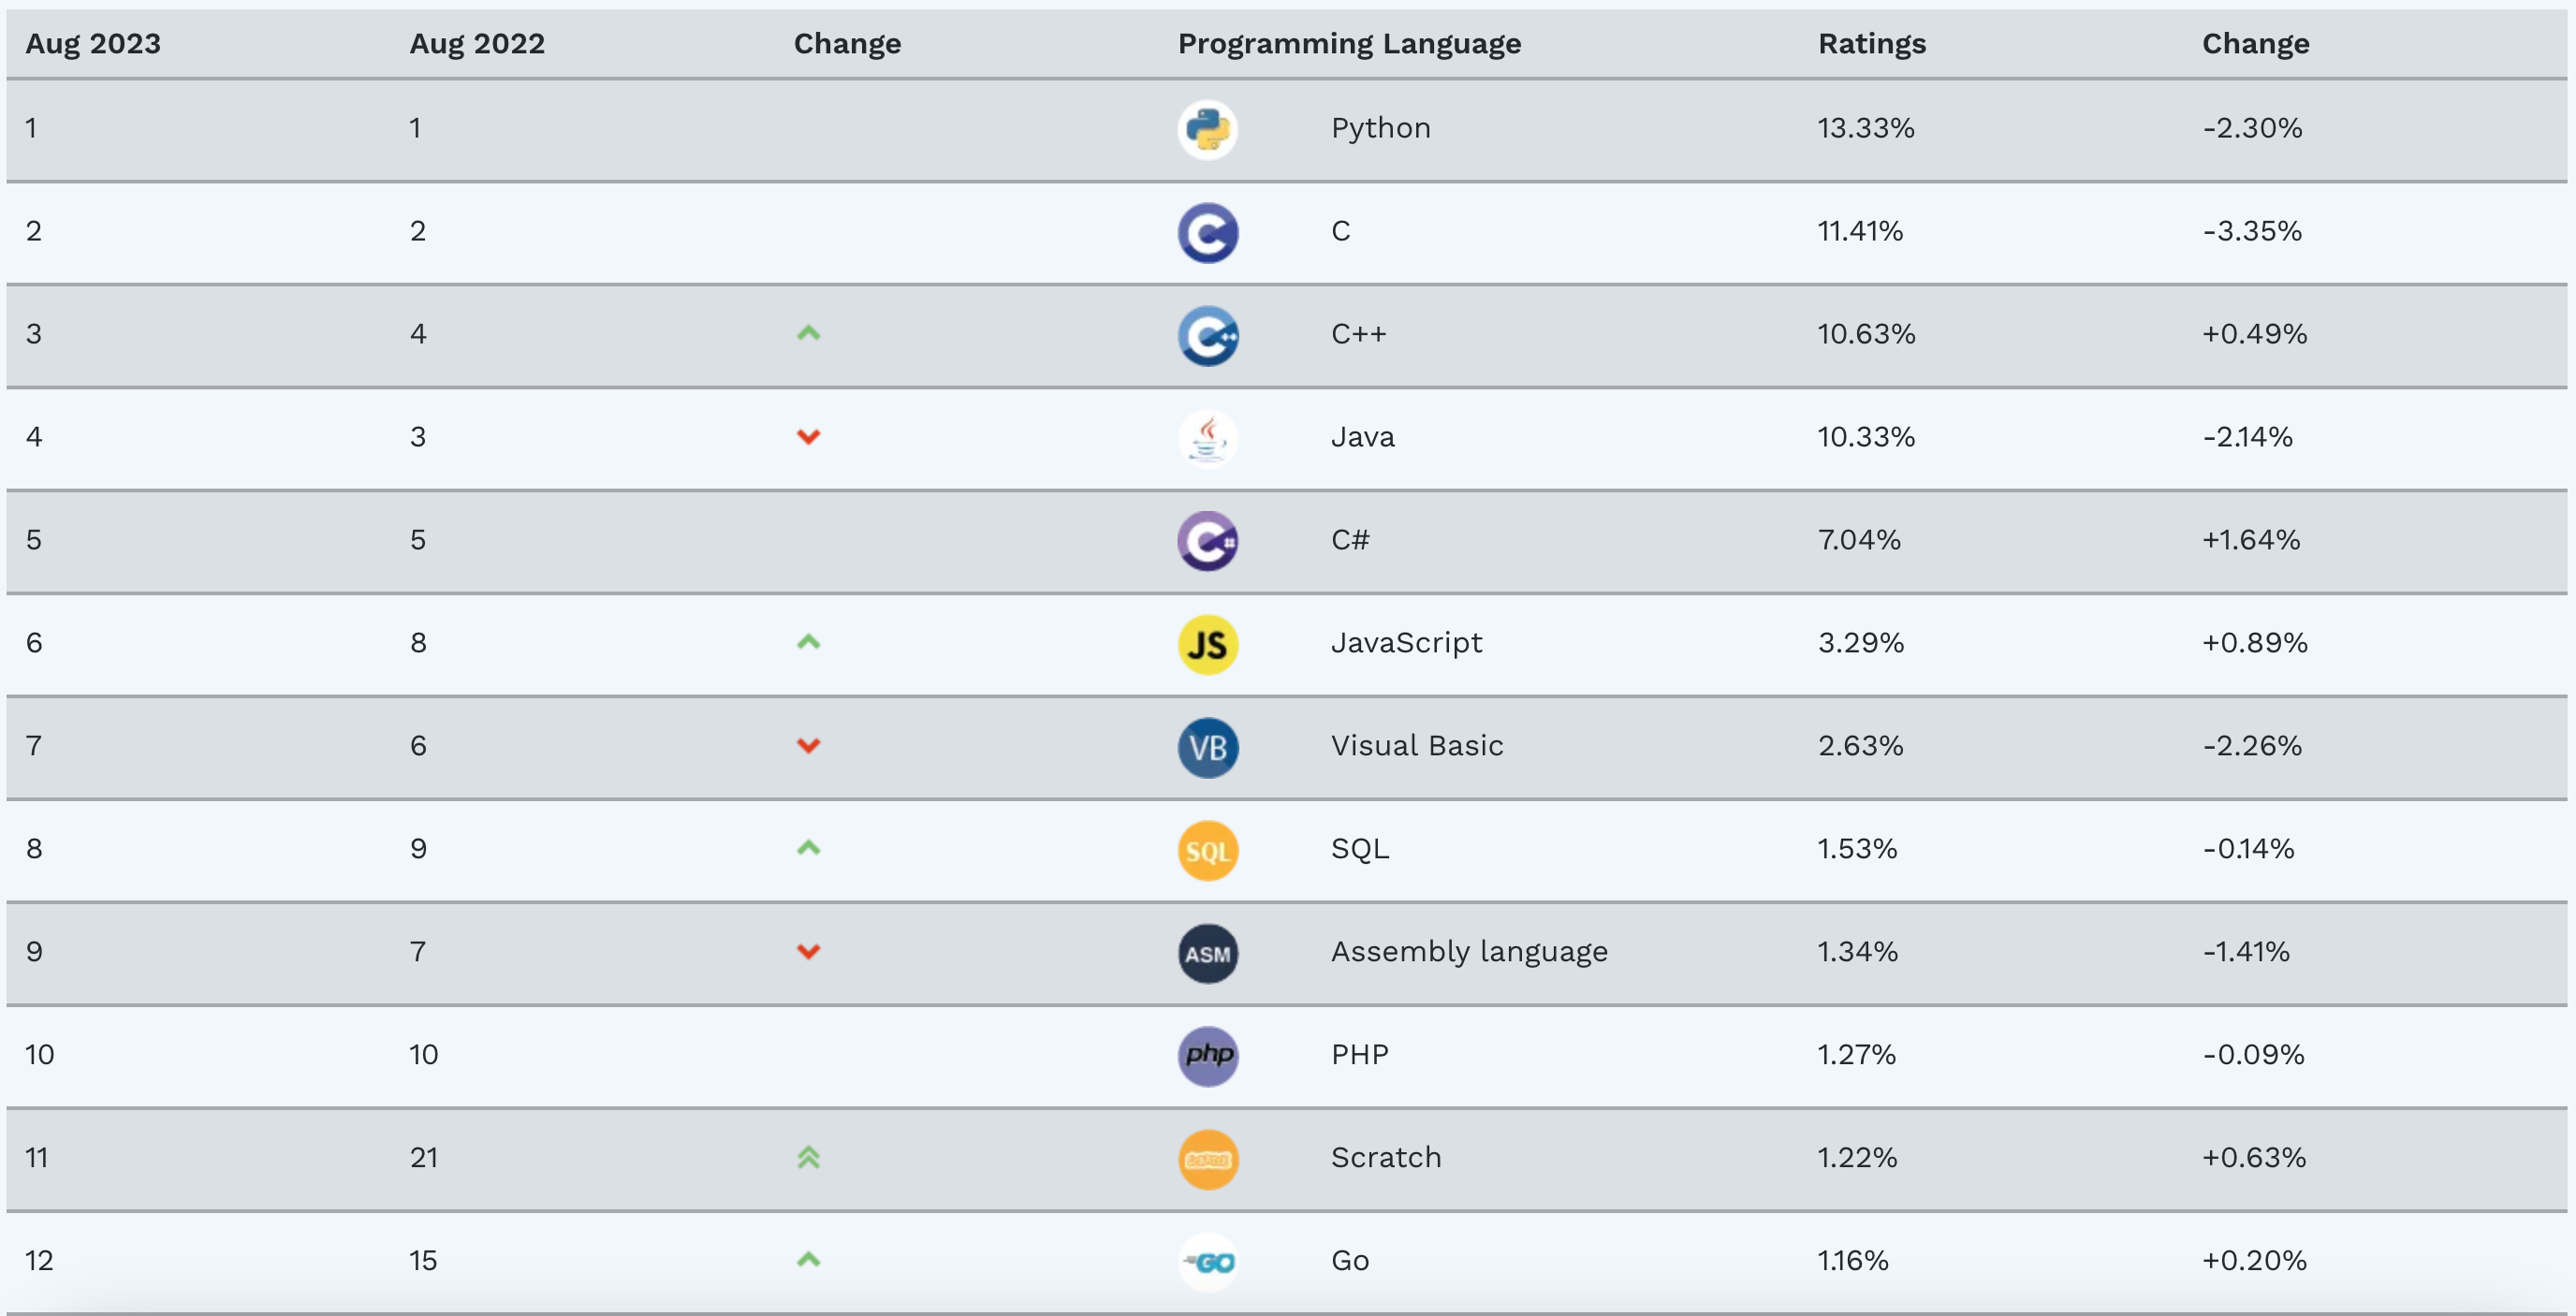 Aug 2023 Aug 2022 Change Programming Language Ratings Change
1 1 Python 13.33% -2.30%
2 2 C C 11.41% -3.35%
3 4 C++ C++ 10.63% +0.49%
4 3 Java 10.33% -2.14%
5 5 C# C# 7.04% +1.64%
6 8 JS JavaScript 3.29% +0.89%
7 6 VB Visual Basic 2.63% -2.26%
8 9 SQL SQL 1.53% -0.14%
9 7 ASM Assembly language 1.34% -1.41%
10 10 php PHP 1.27% -0.09%
11 21 Scratch 1.22% +0.63%
12 15 GO Go 1.16% +0.20%